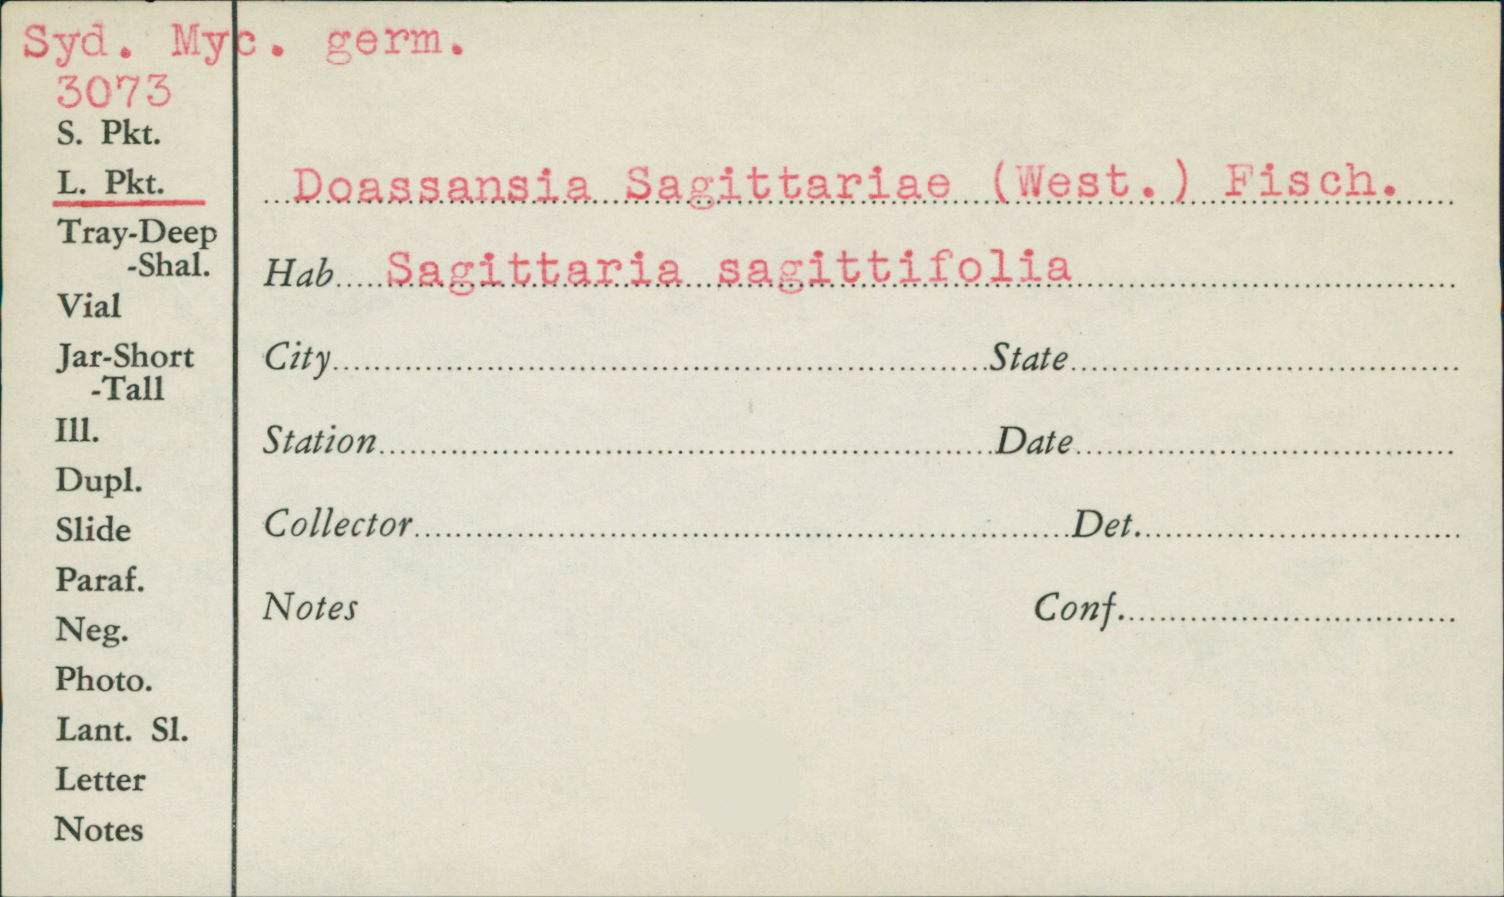 Syd. Myc. germ.
3073
S. Pkt.
L. Pkt.
Tray-Deep
-Shal.
Vial
Jar-Short
-Tall
Ill.
Dupl.
Slide
Paraf.
Neg.
Photo.
Lant. Sl.
Letter
Notes
Doassansia Sagittariae (West.) Fisch.
Hab. Sagittaria sagittifolia
City State
Station Date
Collector Det.
Notes Conf.